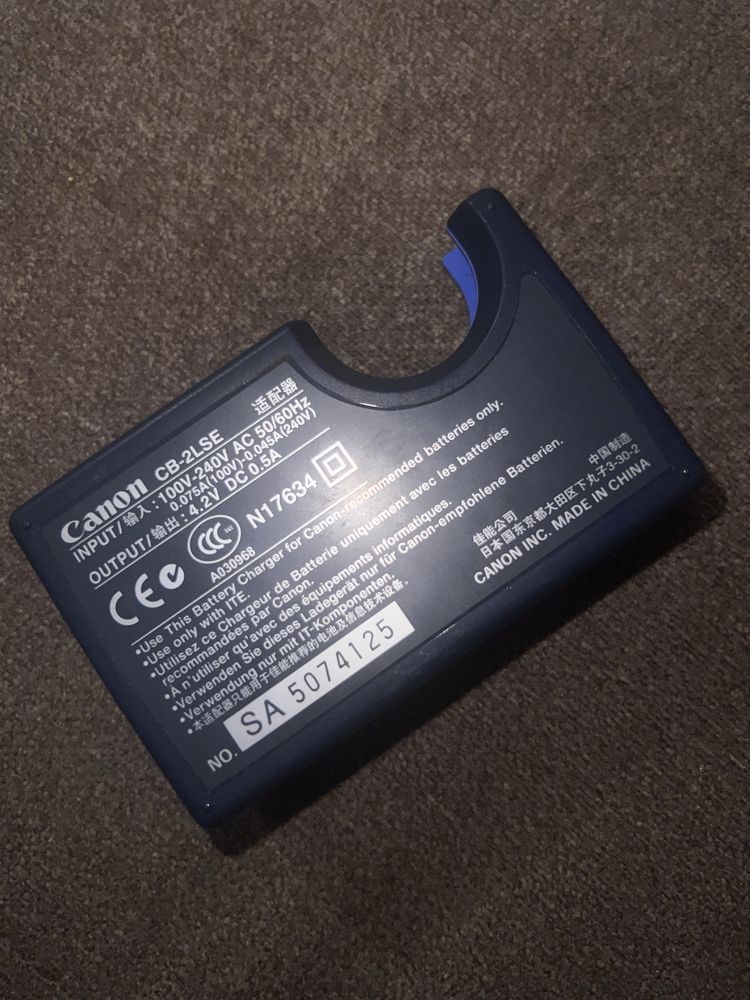 Canon
CB-2LSE 适配器
INPUT/输入: 100V-240V AC 50/60Hz
0.075A(100V)-0.045A(240V)
OUTPUT/输出: 4.2V DC 0.5A
CE CCC S&E N17634
A030968
•Use This Battery Charger for Canon-recommended batteries only.
•Use only with ITE.
•Utilisez ce Chargeur de Batterie uniquement avec les batteries
recommandées par Canon.
•A n'utiliser qu'avec des équipements informatiques.
•Verwenden Sie dieses Ladegerät nur für Canon-empfohlene Batterien.
•Verwendung nur mit IT-Komponenten.
•本适配器只能用于佳能推荐的电池及信息技术设备。
NO. SA 5074125
佳能公司 中国制造
日本国东京都大田区下丸子3-30-2
CANON INC. MADE IN CHINA